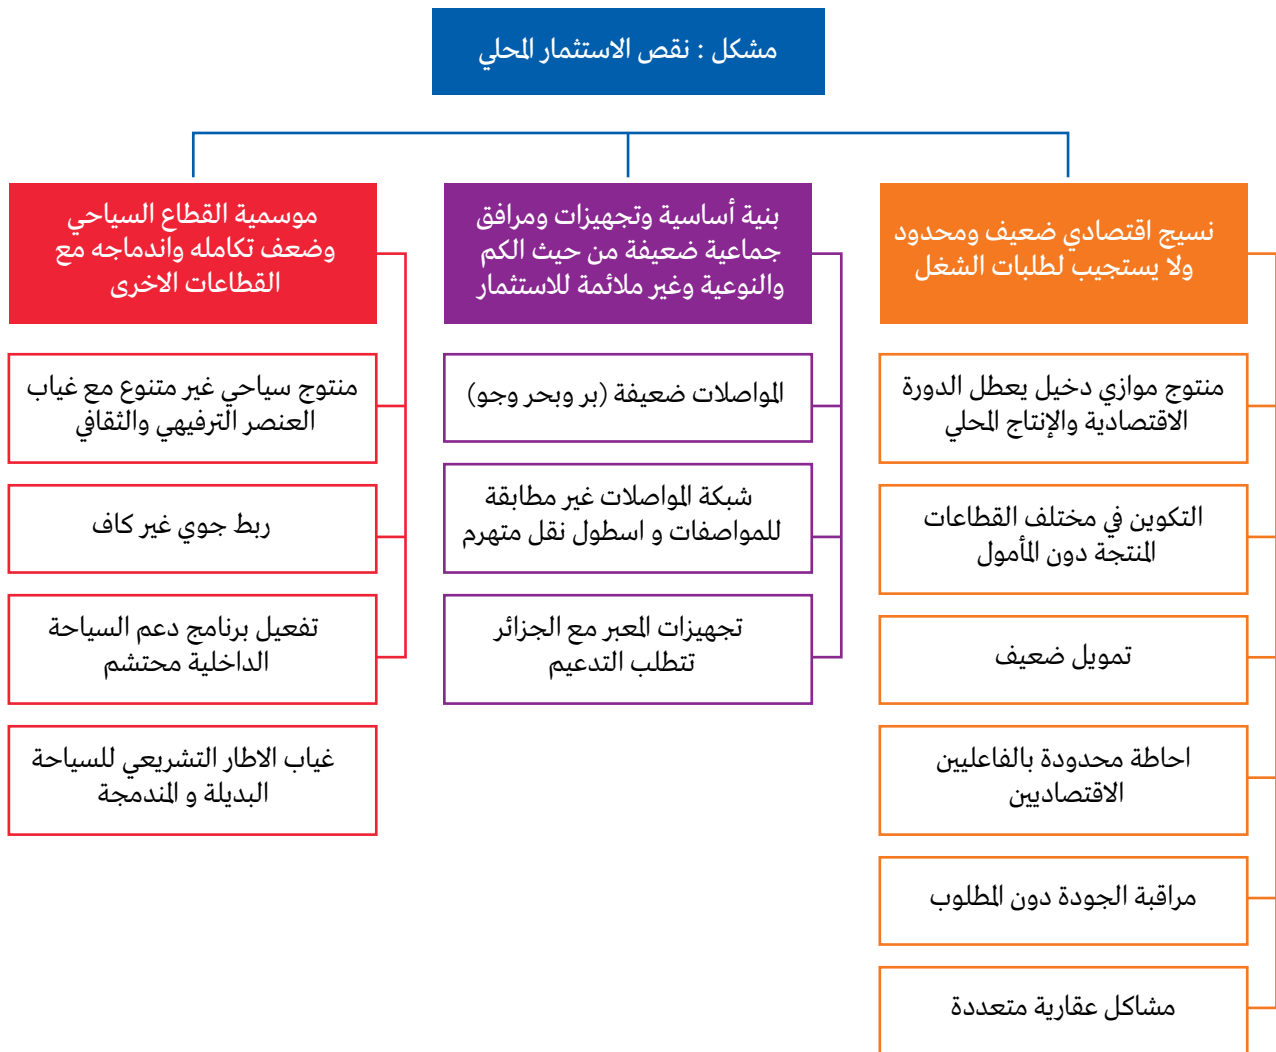 مشكل : نقص الاستثمار المحلي
نسيج اقتصادي ضعيف ومحدود
ولا يستجيب لطلبات الشغل
منتوج موازي دخيل يعطل الدورة
الاقتصادية والإنتاج المحلي
التكوين في مختلف القطاعات
المنتجة دون المأمول
تمويل ضعيف
احاطة محدودة بالفاعليين
الاقتصاديين
مراقبة الجودة دون المطلوب
مشاكل عقارية متعددة
بنية أساسية وتجهيزات ومرافق
جماعية ضعيفة من حيث الكم
والنوعية وغير ملائمة للاستثمار
المواصلات ضعيفة (بر وبحر وجو)
شبكة المواصلات غير مطابقة
للمواصفات و اسطول نقل متهرم
تجهيزات المعبر مع الجزائر
تتطلب التدعيم
موسمية القطاع السياحي
وضعف تكامله واندماجه مع
القطاعات الاخرى
منتوج سياحي غير متنوع مع غياب
العنصر الترفيهي والثقافي
ربط جوي غير كاف
تفعيل برنامج دعم السياحة
الداخلية محتشم
غياب الاطار التشريعي للسياحة
البديلة و المندمجة